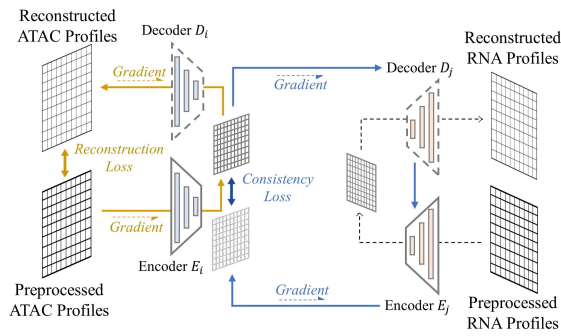 Reconstructed
ATAC Profiles
Decoder D_i
Gradient
Reconstruction
Loss
Gradient
Preprocessed
ATAC Profiles
Encoder E_i
Consistency
Loss
Gradient
Gradient
Decoder D_j
Encoder E_j
Reconstructed
RNA Profiles
Preprocessed
RNA Profiles